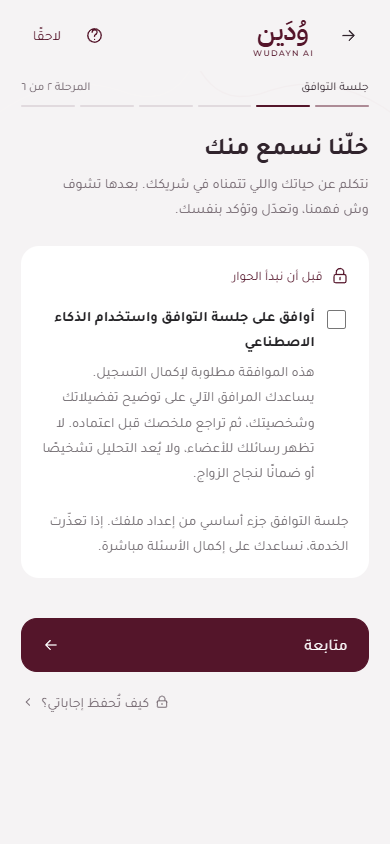 وُدَين
WUDAYN AI
لاحقًا
جلسة التوافق
المرحلة ٢ من ٦
خلّنا نسمع منك
نتكلم عن حياتك واللي تتمناه في شريكك. بعدها تشوف
وش فهمنا، وتعدّل وتؤكد بنفسك.
قبل أن نبدأ الحوار
أوافق على جلسة التوافق واستخدام الذكاء
الاصطناعي
هذه الموافقة مطلوبة لإكمال التسجيل.
يساعدك المرافق الآلي على توضيح تفضيلاتك
وشخصيتك، ثم تراجع ملخصك قبل اعتماده. لا
تظهر رسائلك للأعضاء، ولا يُعد التحليل تشخيصًا
أو ضمانًا لنجاح الزواج.
جلسة التوافق جزء أساسي من إعداد ملفك. إذا تعذّرت
الخدمة، نساعدك على إكمال الأسئلة مباشرة.
متابعة
كيف تُحفظ إجاباتي؟